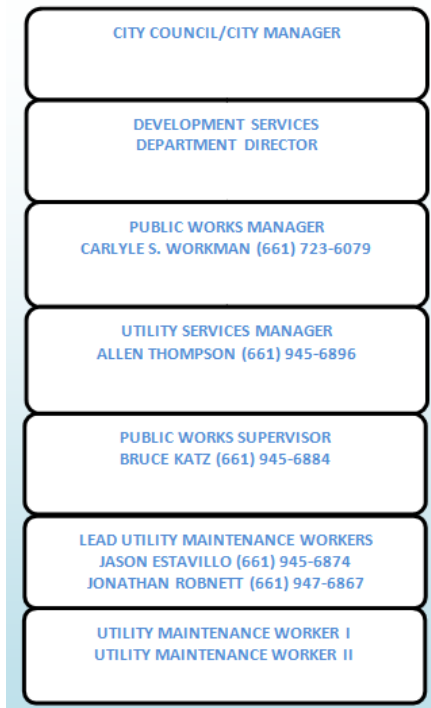 CITY COUNCIL/CITY MANAGER
DEVELOPMENT SERVICES
DEPARTMENT DIRECTOR
PUBLIC WORKS MANAGER
CARLYLE S. WORKMAN (661) 723-6079
UTILITY SERVICES MANAGER
ALLEN THOMPSON (661) 945-6896
PUBLIC WORKS SUPERVISOR
BRUCE KATZ (661) 945-6884
LEAD UTILITY MAINTENANCE WORKERS
JASON ESTAVILLO (661) 945-6874
JONATHAN ROBNETT (661) 947-6867
UTILITY MAINTENANCE WORKER I
UTILITY MAINTENANCE WORKER II